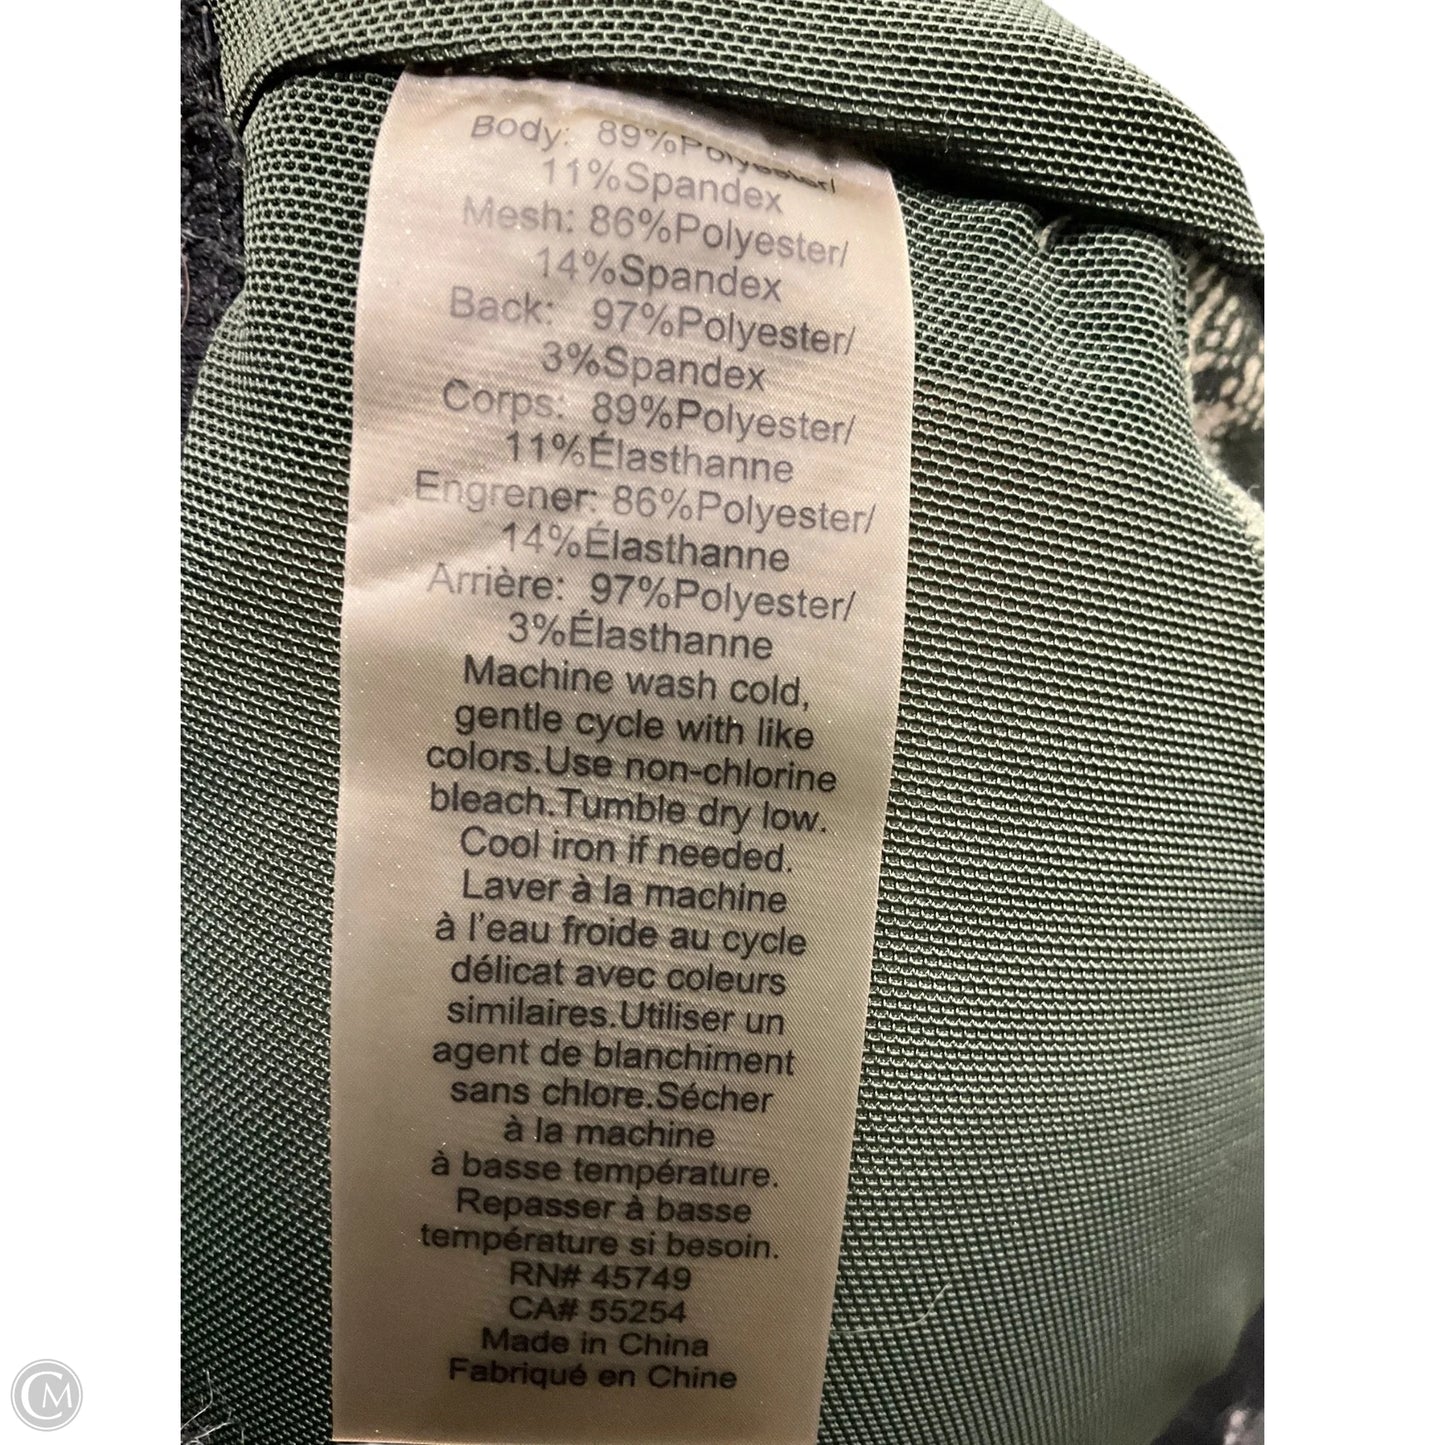 Body: 89%Polyester/
11%Spandex
Mesh: 86%Polyester/
14%Spandex
Back: 97%Polyester/
3%Spandex
Corps: 89%Polyester/
11%Élasthanne
Engrener: 86%Polyester/
14%Élasthanne
Arrière: 97%Polyester/
3%Élasthanne
Machine wash cold,
gentle cycle with like
colors.Use non-chlorine
bleach.Tumble dry low.
Cool iron if needed.
Laver à la machine
à l'eau froide au cycle
délicat avec couleurs
similaires.Utiliser un
agent de blanchiment
sans chlore.Sécher
à la machine
à basse température.
Repasser à basse
température si besoin.
RN# 45749
CA# 55254
Made in China
Fabriqué en Chine
CM